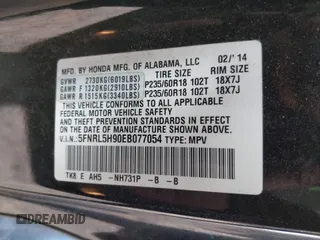 MFD. BY HONDA MFG. OF ALABAMA, LLC 02/'14
TIRE SIZE RIM SIZE
GVWR 2730KG(6019LBS)
GAWR F 1320KG(2910LBS) P235/60R18 102T 18X7J
GAWR R 1515KG(3340LBS) P235/60R18 102T 18X7J
THIS VEHICLE CONFORMS TO ALL APPLICABLE FEDERAL
MOTOR VEHICLE SAFETY AND THEFT PREVENTION STANDARDS
IN EFFECT ON THE DATE OF MANUFACTURE SHOWN ABOVE.
V.I.N.: 5FNRL5H90EB077054 TYPE: MPV
TK8 E AH5 -NH731P -B -B
AUTOBIDMASTER